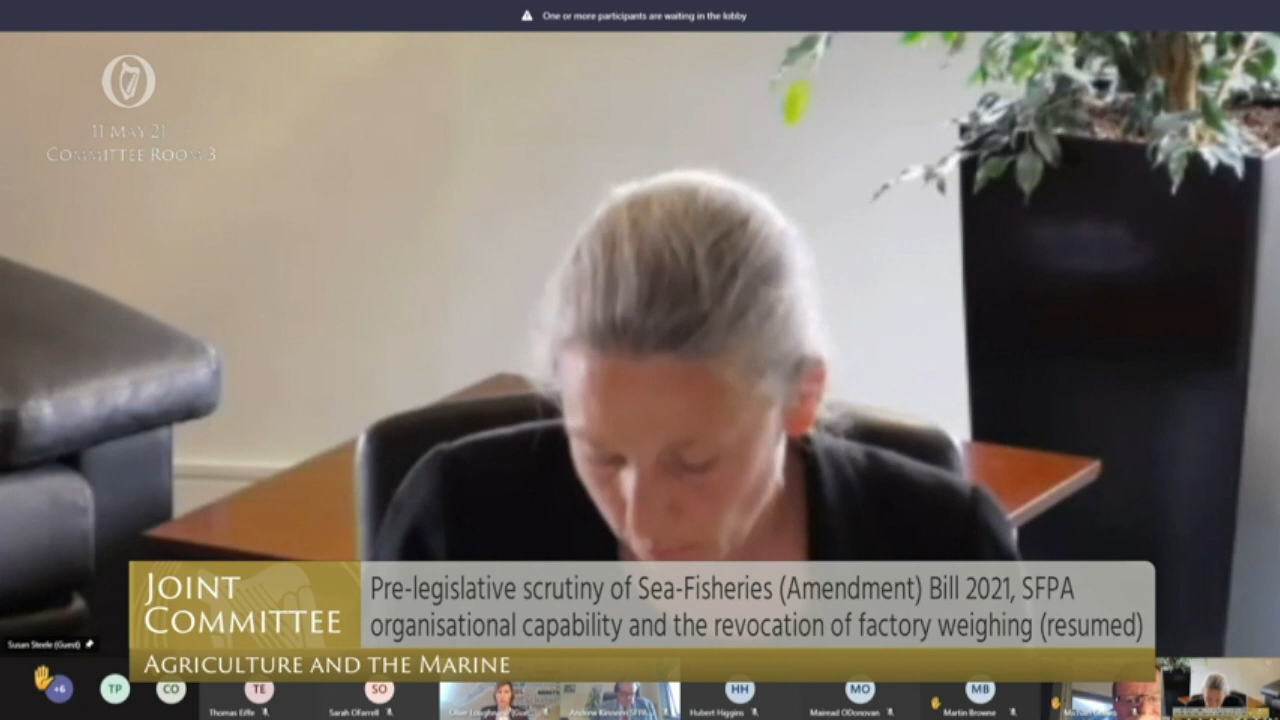 One or more participants are waiting in the lobby
11 MAY 21
COMMITTEE ROOM 3
JOINT
COMMITTEE
Pre-legislative scrutiny of Sea-Fisheries (Amendment) Bill 2021, SFPA
organisational capability and the revocation of factory weighing (resumed)
Susan Steele (Guest)
AGRICULTURE AND THE MARINE
+6
TP
CO
TE
SO
HH
MO
MB
Thomas Eiffe
Sarah OFarrell
Hubert Higgins
Mairead ODonovan
Martin Browne